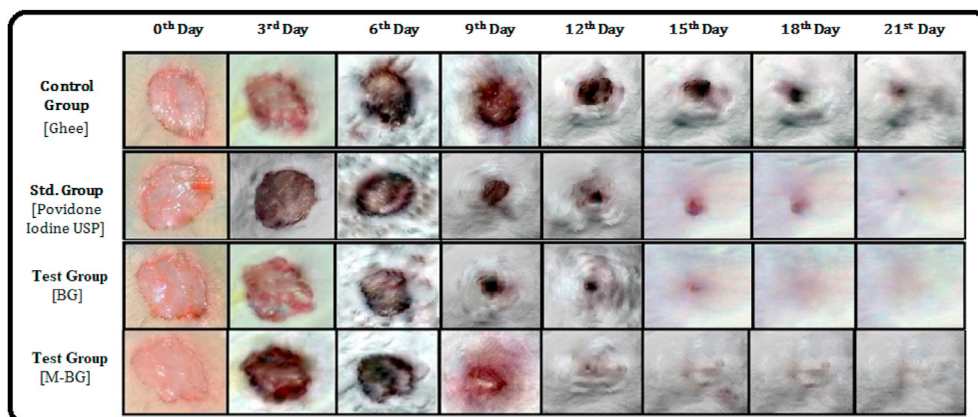 0th Day 3rd Day 6th Day 9th Day 12th Day 15th Day 18th Day 21st Day
Control
Group
[Ghee]
Std. Group
[Povidone
Iodine USP]
Test Group
[BG]
Test Group
[M-BG]